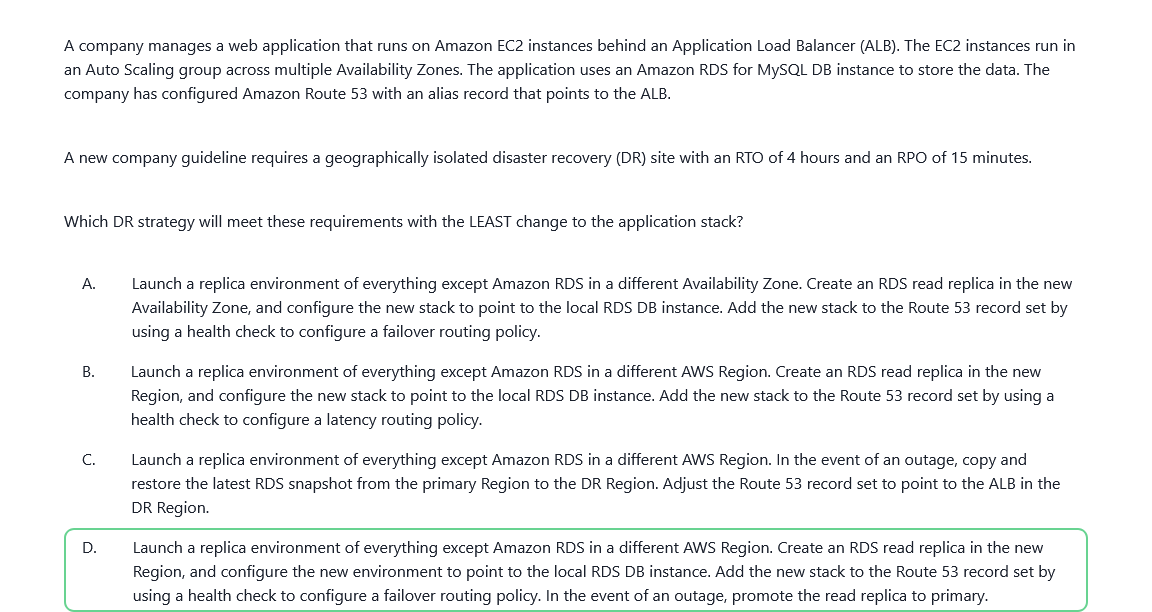 A company manages a web application that runs on Amazon EC2 instances behind an Application Load Balancer (ALB). The EC2 instances run in
an Auto Scaling group across multiple Availability Zones. The application uses an Amazon RDS for MySQL DB instance to store the data. The
company has configured Amazon Route 53 with an alias record that points to the ALB.
A new company guideline requires a geographically isolated disaster recovery (DR) site with an RTO of 4 hours and an RPO of 15 minutes.
Which DR strategy will meet these requirements with the LEAST change to the application stack?
A. Launch a replica environment of everything except Amazon RDS in a different Availability Zone. Create an RDS read replica in the new
Availability Zone, and configure the new stack to point to the local RDS DB instance. Add the new stack to the Route 53 record set by
using a health check to configure a failover routing policy.
B. Launch a replica environment of everything except Amazon RDS in a different AWS Region. Create an RDS read replica in the new
Region, and configure the new stack to point to the local RDS DB instance. Add the new stack to the Route 53 record set by using a
health check to configure a latency routing policy.
C. Launch a replica environment of everything except Amazon RDS in a different AWS Region. In the event of an outage, copy and
restore the latest RDS snapshot from the primary Region to the DR Region. Adjust the Route 53 record set to point to the ALB in the
DR Region.
D. Launch a replica environment of everything except Amazon RDS in a different AWS Region. Create an RDS read replica in the new
Region, and configure the new environment to point to the local RDS DB instance. Add the new stack to the Route 53 record set by
using a health check to configure a failover routing policy. In the event of an outage, promote the read replica to primary.